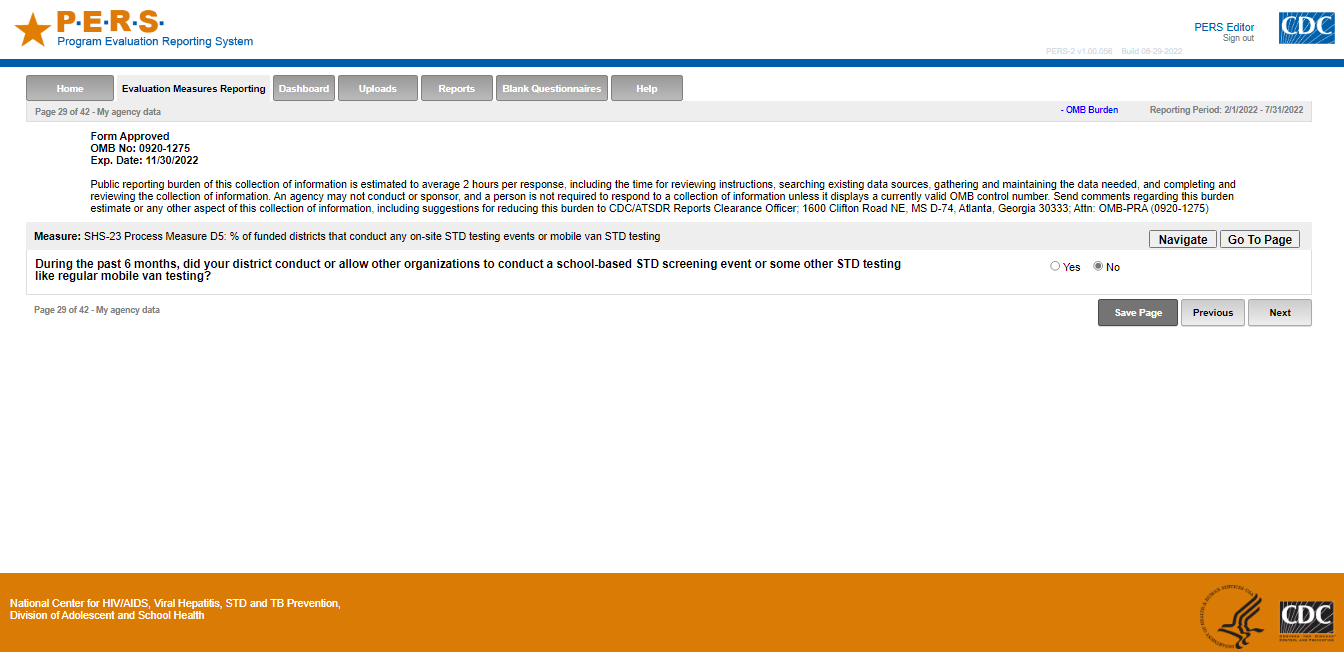 P·E·R·S·
Program Evaluation Reporting System
PERS Editor
Sign out
CDC
PERS-2 v1.00.056 Build 08-29-2022
Home
Evaluation Measures Reporting
Dashboard
Uploads
Reports
Blank Questionnaires
Help
Page 29 of 42 - My agency data
- OMB Burden
Reporting Period: 2/1/2022 - 7/31/2022
Form Approved
OMB No: 0920-1275
Exp. Date: 11/30/2022
Public reporting burden of this collection of information is estimated to average 2 hours per response, including the time for reviewing instructions, searching existing data sources, gathering and maintaining the data needed, and completing and
reviewing the collection of information. An agency may not conduct or sponsor, and a person is not required to respond to a collection of information unless it displays a currently valid OMB control number. Send comments regarding this burden
estimate or any other aspect of this collection of information, including suggestions for reducing this burden to CDC/ATSDR Reports Clearance Officer; 1600 Clifton Road NE, MS D-74, Atlanta, Georgia 30333; Attn: OMB-PRA (0920-1275)
Measure: SHS-23 Process Measure D5: % of funded districts that conduct any on-site STD testing events or mobile van STD testing
Navigate
Go To Page
During the past 6 months, did your district conduct or allow other organizations to conduct a school-based STD screening event or some other STD testing
like regular mobile van testing?
Yes
No
Page 29 of 42 - My agency data
Save Page
Previous
Next
National Center for HIV/AIDS, Viral Hepatitis, STD and TB Prevention,
Division of Adolescent and School Health
DEPARTMENT OF HEALTH & HUMAN SERVICES·USA
CDC
CENTERS FOR DISEASE
CONTROL AND PREVENTION